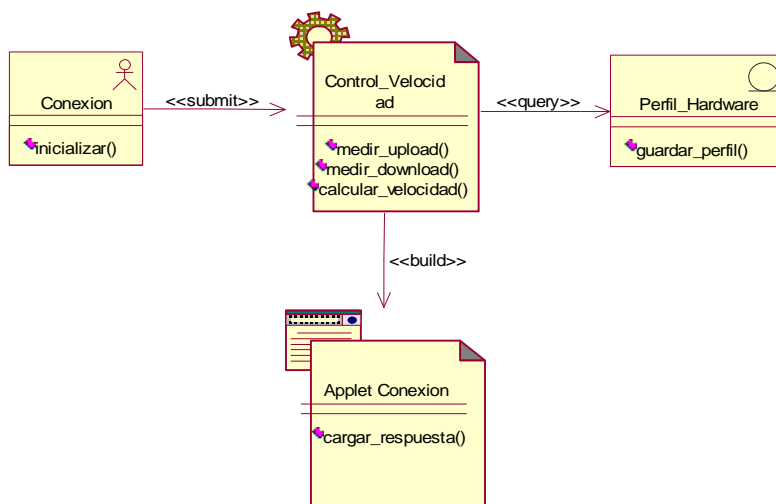 Conexion
inicializar()
<<submit>>
Control_Velocid
ad
medir_upload()
medir_download()
calcular_velocidad()
<<query>>
Perfil_Hardware
guardar_perfil()
<<build>>
Applet Conexion
cargar_respuesta()